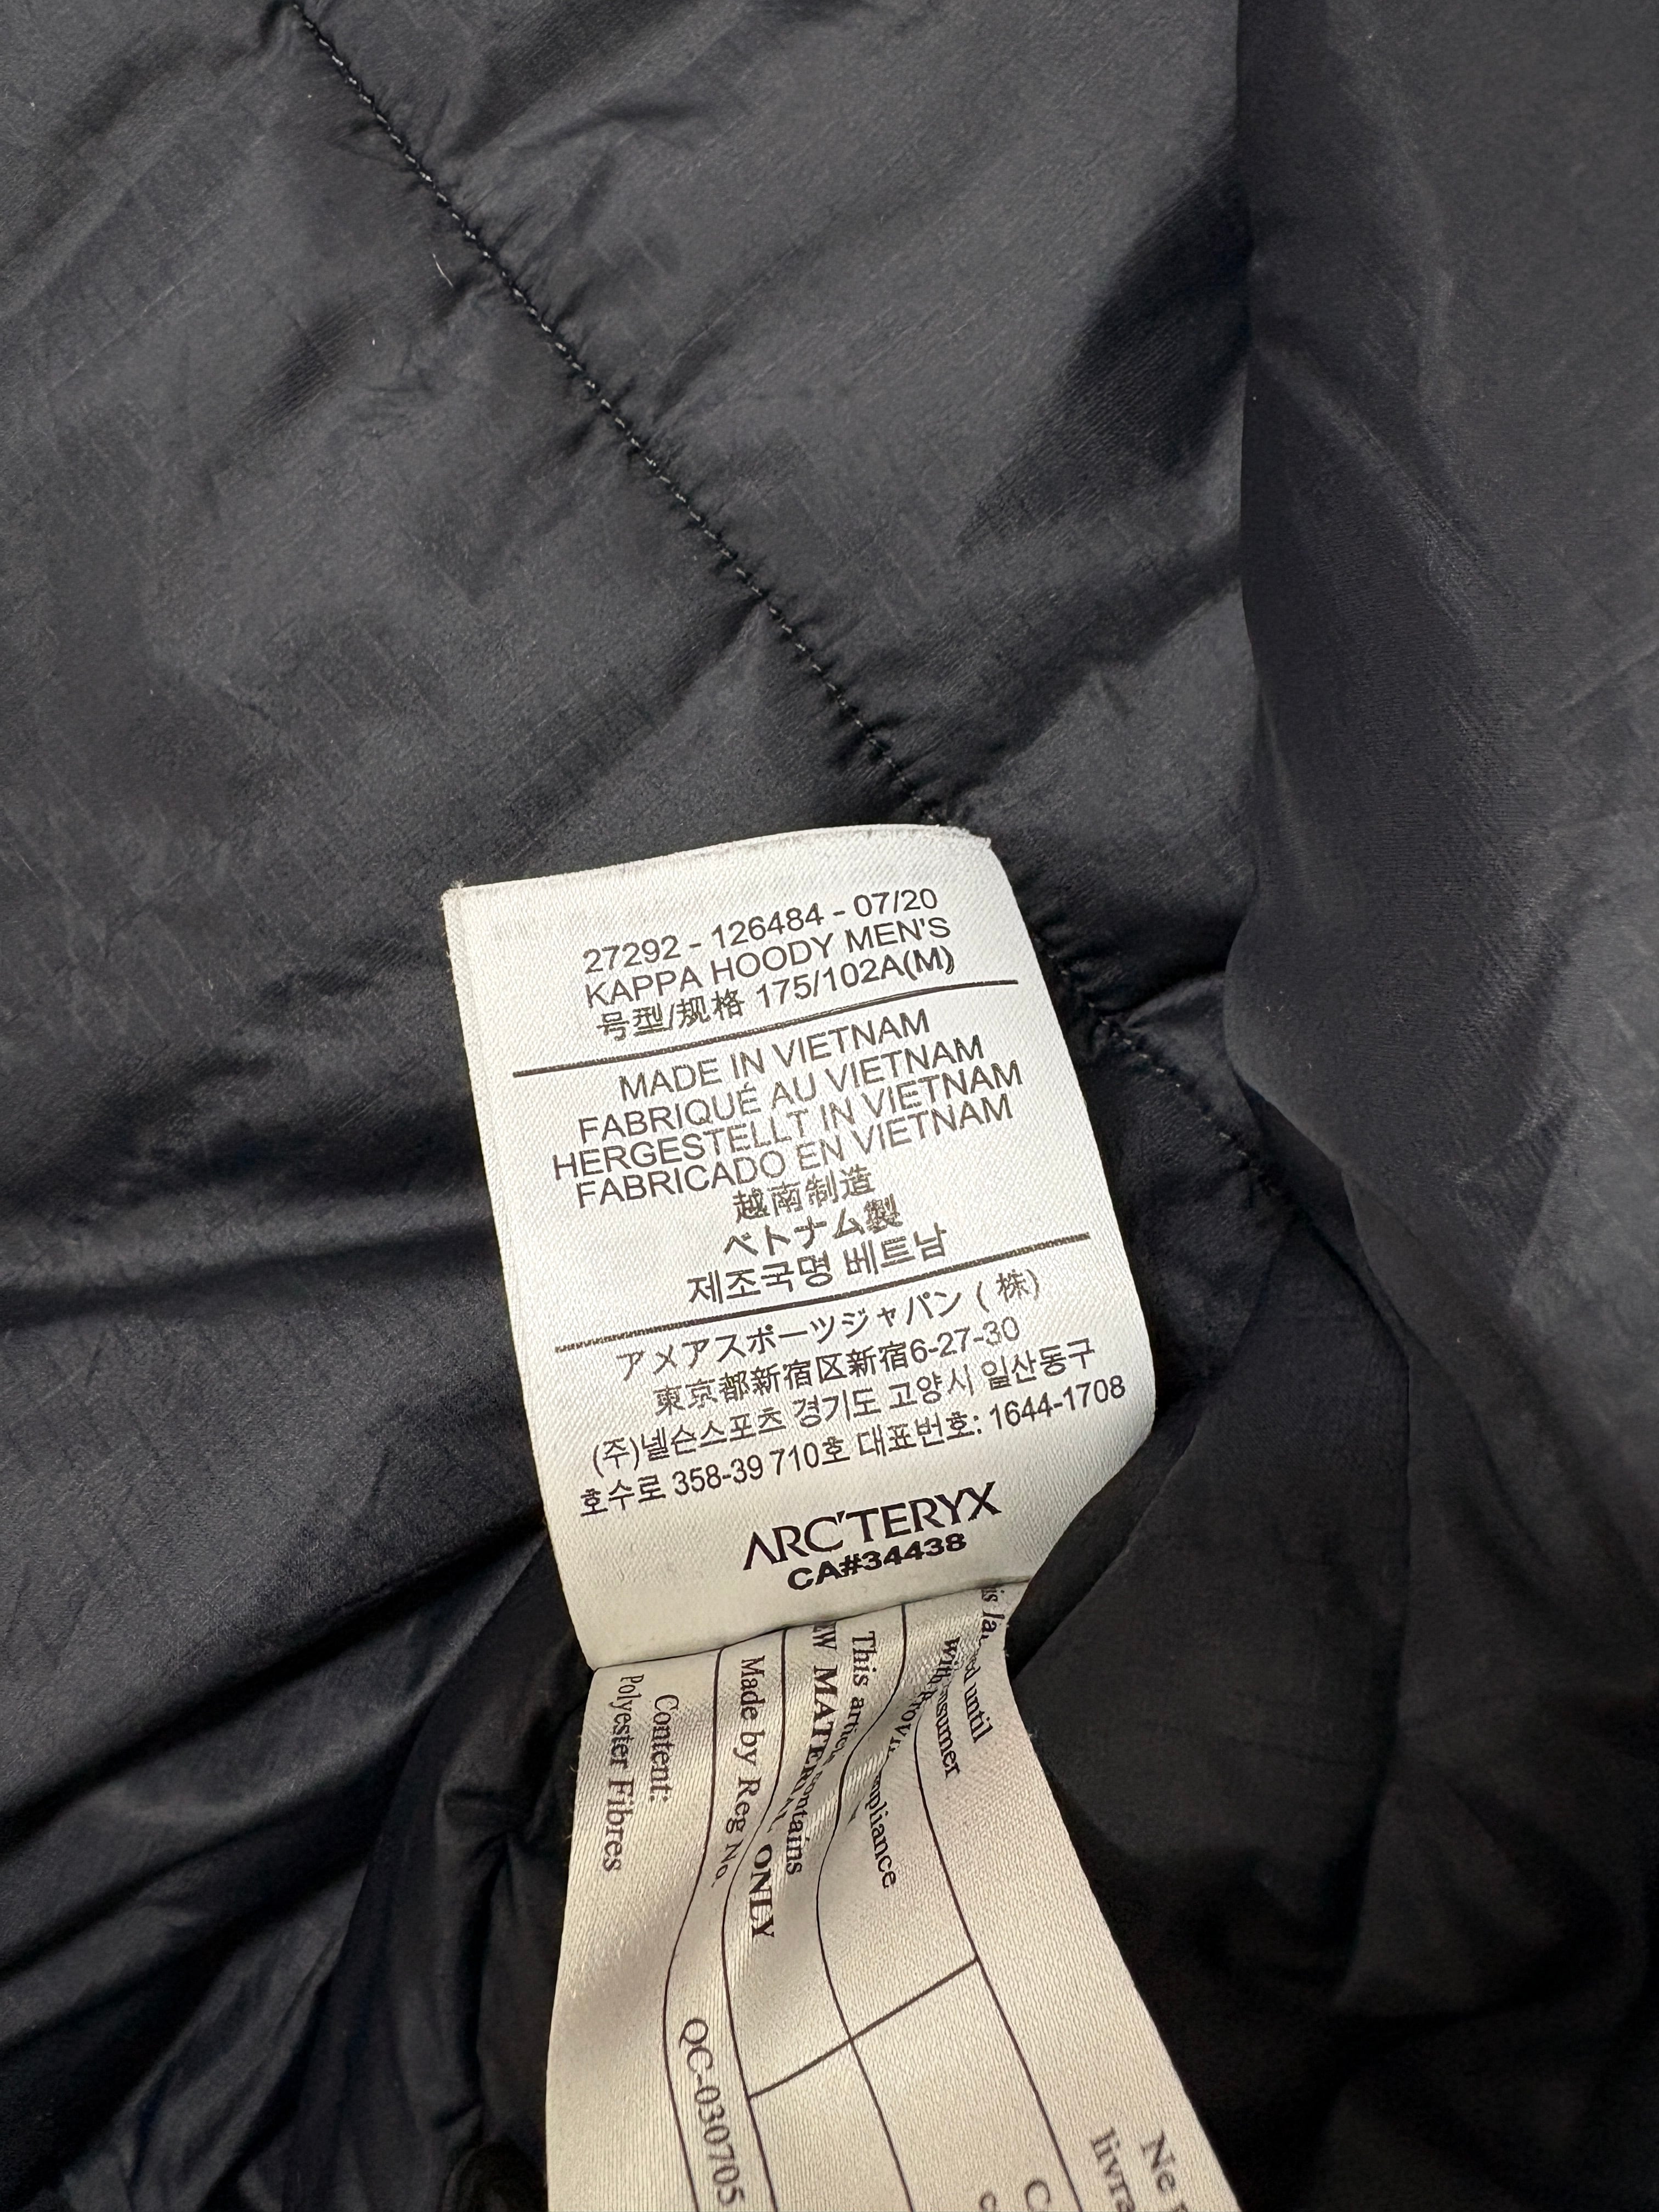 27292 - 126484 - 07/20
KAPPA HOODY MEN'S
号型/规格 175/102A(M)
MADE IN VIETNAM
FABRIQUÉ AU VIETNAM
HERGESTELLT IN VIETNAM
FABRICADO EN VIETNAM
越南制造
ベトナム製
제조국명 베트남
アメアスポーツジャパン (株)
東京都新宿区新宿6-27-30
(주)넬슨스포츠 경기도 고양시 일산동구
호수로 358-39 710호 대표번호: 1644-1708
ARC'TERYX
CA#34438
until
with
This
contains
MATERIAL ONLY
Made by Reg No.
QC-030705
Content:
Polyester Fibres
Ne